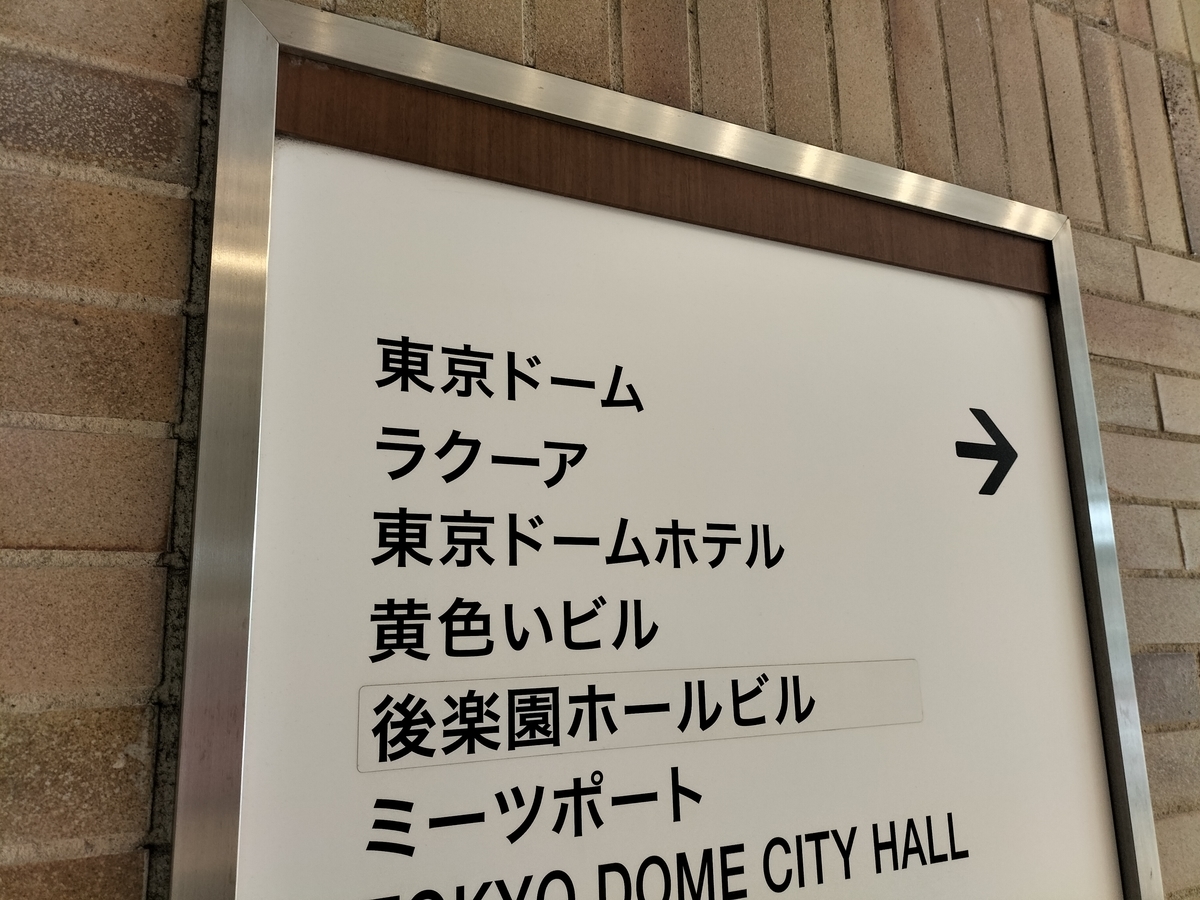 東京ドーム
ラクーア
東京ドームホテル
黄色いビル
後楽園ホールビル
ミーツポート
TOKYO DOME CITY HALL